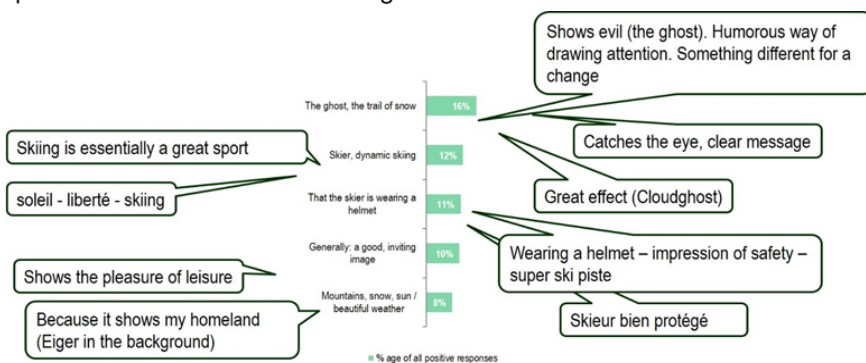 Shows evil (the ghost). Humorous way of
drawing attention. Something different for a
change
The ghost, the trail of snow
16%
Catches the eye, clear message
Skiing is essentially a great sport
Skier, dynamic skiing
12%
Great effect (Cloudghost)
soleil - liberté - skiing
That the skier is wearing a
helmet
11%
Wearing a helmet – impression of safety –
super ski piste
Generally: a good, inviting
image
10%
Shows the pleasure of leisure
Mountains, snow, sun /
beautiful weather
8%
Because it shows my homeland
(Eiger in the background)
Skieur bien protégé
% age of all positive responses